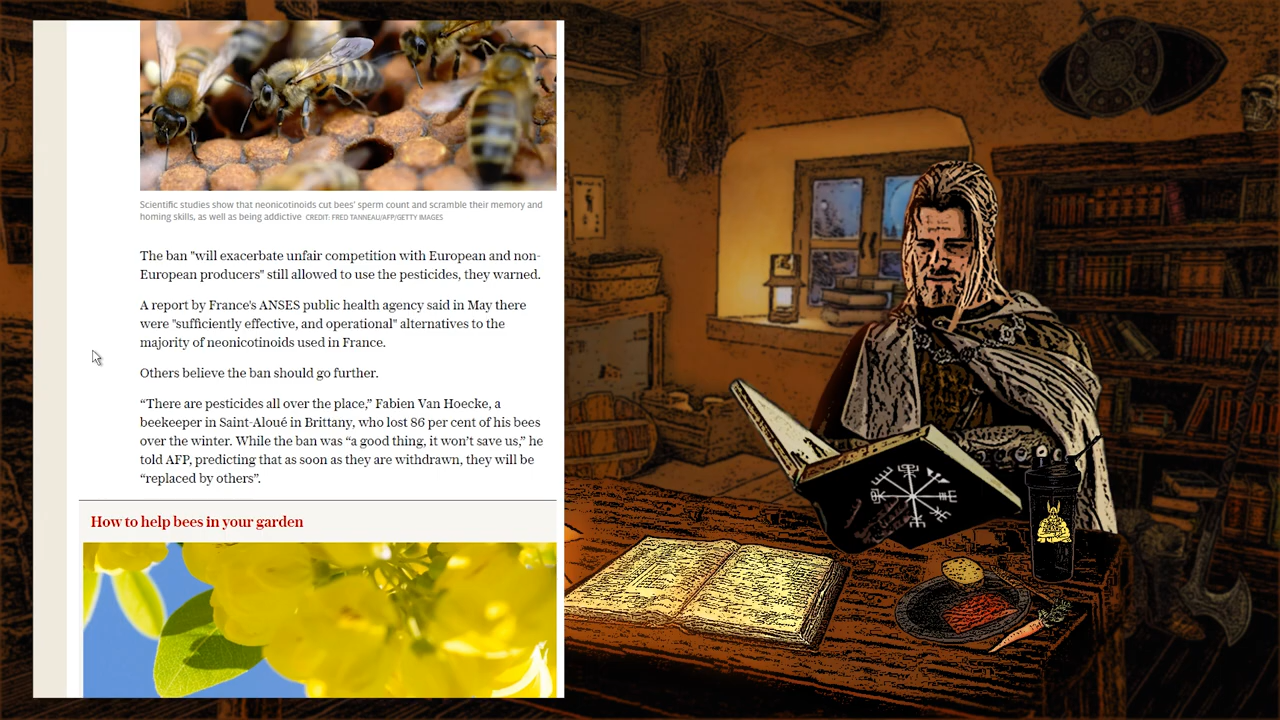 Scientific studies show that neonicotinoids cut bees' sperm count and scramble their memory and
homing skills, as well as being addictive CREDIT: FRED TANNEAU/AFP/GETTY IMAGES
The ban "will exacerbate unfair competition with European and non-
European producers" still allowed to use the pesticides, they warned.
A report by France's ANSES public health agency said in May there
were "sufficiently effective, and operational" alternatives to the
majority of neonicotinoids used in France.
Others believe the ban should go further.
“There are pesticides all over the place,” Fabien Van Hoecke, a
beekeeper in Saint-Aloué in Brittany, who lost 86 per cent of his bees
over the winter. While the ban was “a good thing, it won’t save us,” he
told AFP, predicting that as soon as they are withdrawn, they will be
“replaced by others”.
How to help bees in your garden